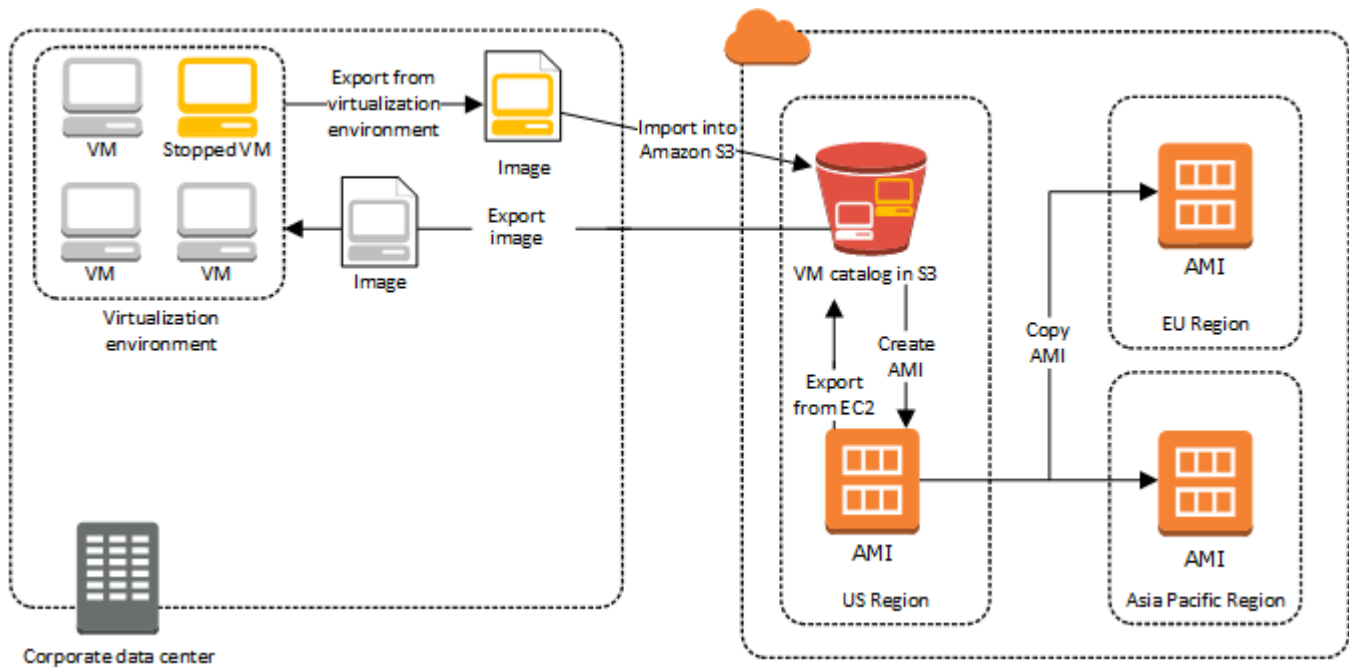 VM
Stopped VM
VM
VM
Virtualization
environment
Export from
virtualization
environment
Image
Image
Export
image
Import into
Amazon S3
Corporate data center
VM catalog in S3
Export
from EC2
Create
AMI
AMI
US Region
Copy
AMI
AMI
EU Region
AMI
Asia Pacific Region